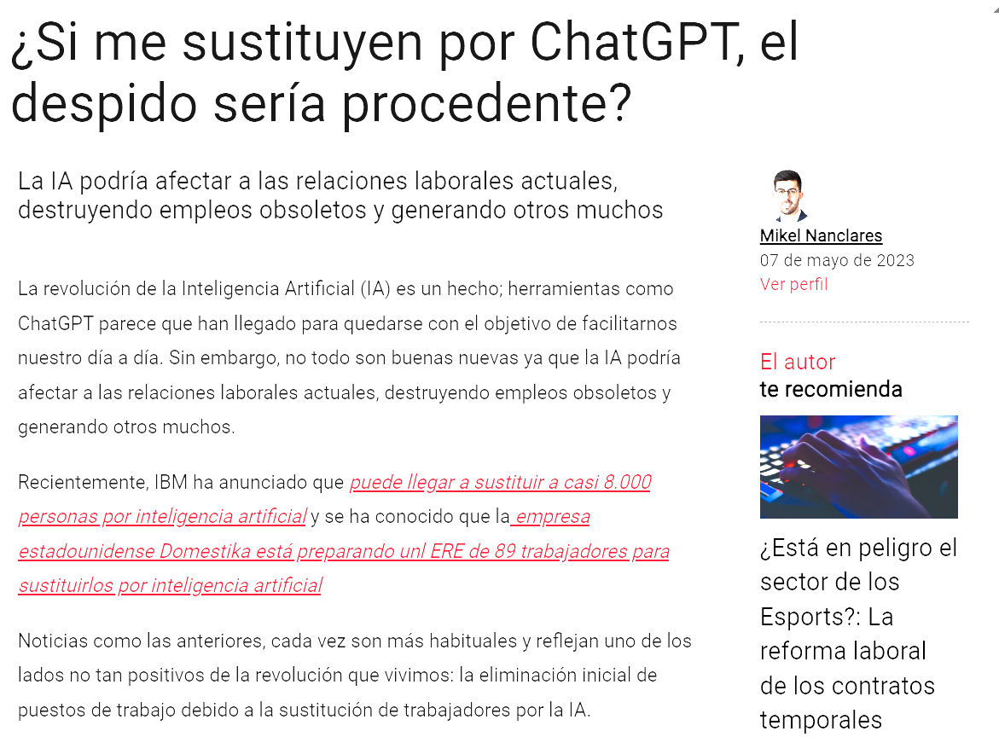 ¿Si me sustituyen por ChatGPT, el
despido sería procedente?
La IA podría afectar a las relaciones laborales actuales,
destruyendo empleos obsoletos y generando otros muchos
La revolución de la Inteligencia Artificial (IA) es un hecho; herramientas como
ChatGPT parece que han llegado para quedarse con el objetivo de facilitarnos
nuestro día a día. Sin embargo, no todo son buenas nuevas ya que la IA podría
afectar a las relaciones laborales actuales, destruyendo empleos obsoletos y
generando otros muchos.
Recientemente, IBM ha anunciado que puede llegar a sustituir a casi 8.000
personas por inteligencia artificial y se ha conocido que la empresa
estadounidense Domestika está preparando unl ERE de 89 trabajadores para
sustituirlos por inteligencia artificial
Noticias como las anteriores, cada vez son más habituales y reflejan uno de los
lados no tan positivos de la revolución que vivimos: la eliminación inicial de
puestos de trabajo debido a la sustitución de trabajadores por la IA.
Mikel Nanclares
07 de mayo de 2023
Ver perfil
El autor
te recomienda
¿Está en peligro el
sector de los
Esports?: La
reforma laboral
de los contratos
temporales